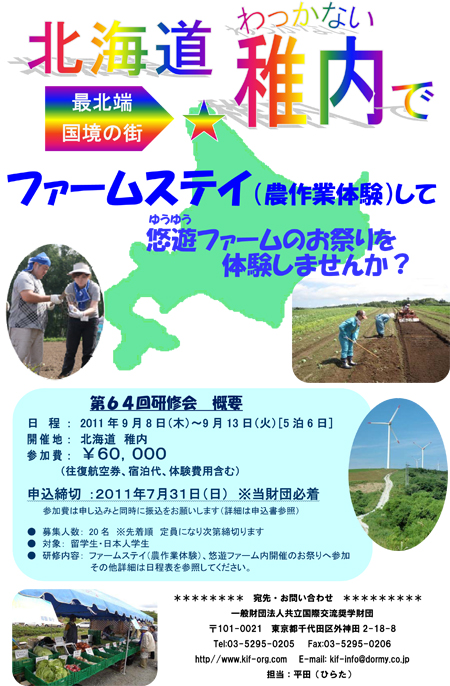 北海道 わっかない
稚内で
最北端
国境の街
ファームステイ(農作業体験)して
ゆうゆう
悠遊ファームのお祭りを
体験しませんか？
第６４回研修会 概要
日 程 : 2011年9月8日(木)～9月13日(火)[5泊6日]
開催地: 北海道 稚内
参加費: ￥60,000
(往復航空券、宿泊代、体験費用含む)
申込締切 :2011年7月31日(日) ※当財団必着
参加費は申し込みと同時に振込をお願いします(詳細は申込書参照)
● 募集人数: 20名 ※先着順 定員になり次第締切ります
● 対象: 留学生・日本人学生
● 研修内容: ファームステイ(農作業体験)、悠遊ファーム内開催のお祭りへ参加
その他詳細は日程表を参照してください。
＊＊＊＊＊＊＊＊ 宛先・お問い合わせ ＊＊＊＊＊＊＊＊＊
一般財団法人共立国際交流奨学財団
〒101-0021 東京都千代田区外神田2-18-8
Tel:03-5295-0205 Fax:03-5295-0206
http//www.kif-org.com E-mail: kif-info@dormy.co.jp
担当:平田(ひらた)